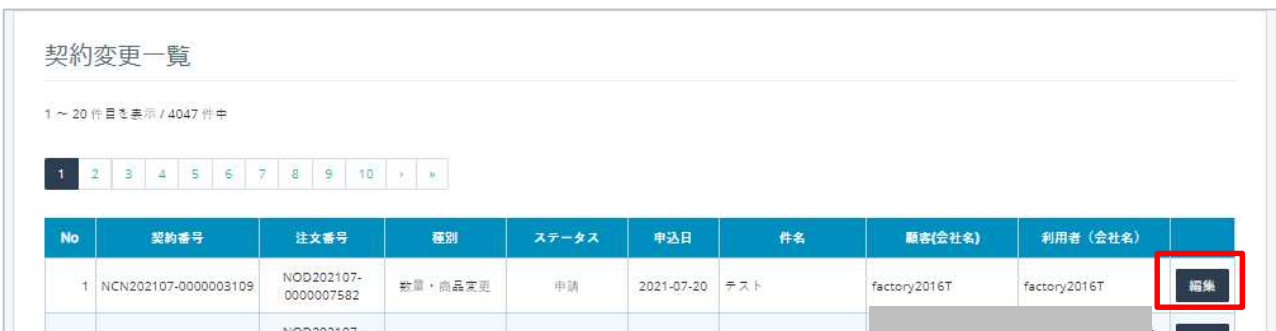 契約変更一覧
1 ~ 20 件目を表示 / 4047 件中
1 2 3 4 5 6 7 8 9 10 › »
No 契約番号 注文番号 種別 ステータス 申込日 件名 顧客(会社名) 利用者（会社名）
1 NCN202107-0000003109 NOD202107-0000007582 数量・商品変更 申請 2021-07-20 テスト factory2016T factory2016T 編集